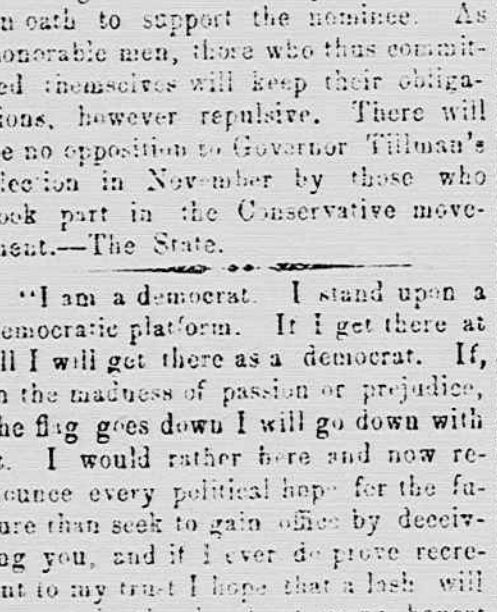 n oath to support the nominee. As
onorable men, those who thus commit-
ed themselves will keep their obliga-
ions, however repulsive. There will
e no opposition to Governor Tillman's
lection in November by those who
ook part in the Conservative move-
ment.—The State.
"I am a democrat. I stand upon a
emocratic platform. If I get there at
ll I will get there as a democrat. If,
n the madness of passion or prejudice,
he flag goes down I will go down with
t. I would rather here and now re-
ounce every political hope for the fu-
ure than seek to gain office by deceiv-
ng you, and if I ever do prove recre-
nt to my trust I hope that a lash will